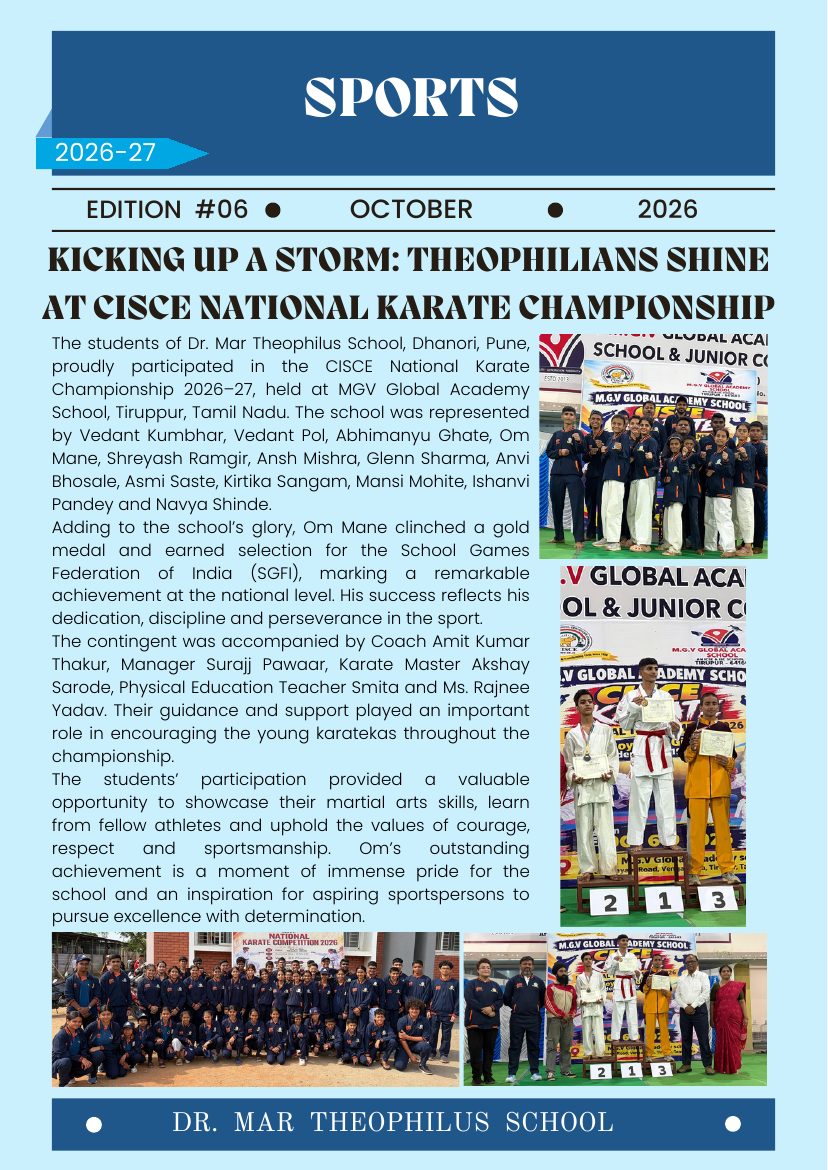 SPORTS
2026-27
EDITION #06 ● OCTOBER ● 2026
KICKING UP A STORM: THEOPHILIANS SHINE
AT CISCE NATIONAL KARATE CHAMPIONSHIP
The students of Dr. Mar Theophilus School, Dhanori, Pune,
proudly participated in the CISCE National Karate
Championship 2026–27, held at MGV Global Academy
School, Tiruppur, Tamil Nadu. The school was represented
by Vedant Kumbhar, Vedant Pol, Abhimanyu Ghate, Om
Mane, Shreyash Ramgir, Ansh Mishra, Glenn Sharma, Anvi
Bhosale, Asmi Saste, Kirtika Sangam, Mansi Mohite, Ishanvi
Pandey and Navya Shinde.
Adding to the school’s glory, Om Mane clinched a gold
medal and earned selection for the School Games
Federation of India (SGFI), marking a remarkable
achievement at the national level. His success reflects his
dedication, discipline and perseverance in the sport.
The contingent was accompanied by Coach Amit Kumar
Thakur, Manager Surajj Pawaar, Karate Master Akshay
Sarode, Physical Education Teacher Smita and Ms. Rajnee
Yadav. Their guidance and support played an important
role in encouraging the young karatekas throughout the
championship.
The students’ participation provided a valuable
opportunity to showcase their martial arts skills, learn
from fellow athletes and uphold the values of courage,
respect and sportsmanship. Om’s outstanding
achievement is a moment of immense pride for the
school and an inspiration for aspiring sportspersons to
pursue excellence with determination.
SCHOOL & JUNIOR
M.G.V GLOBAL ACADEMY SCHOOL
.V GLOBAL ACA
OL & JUNIOR
M.G.V GLOBAL
SCHOOL
.V GLOBAL ACADEMY SCHO
CISCE
M.G.V Global Academy
2 1 3
NATIONAL
KARATE COMPETITION 2026
M.G.V GLOBAL ACADEMY SCHOOL
CISCE
2 1 3
DR. MAR THEOPHILUS SCHOOL